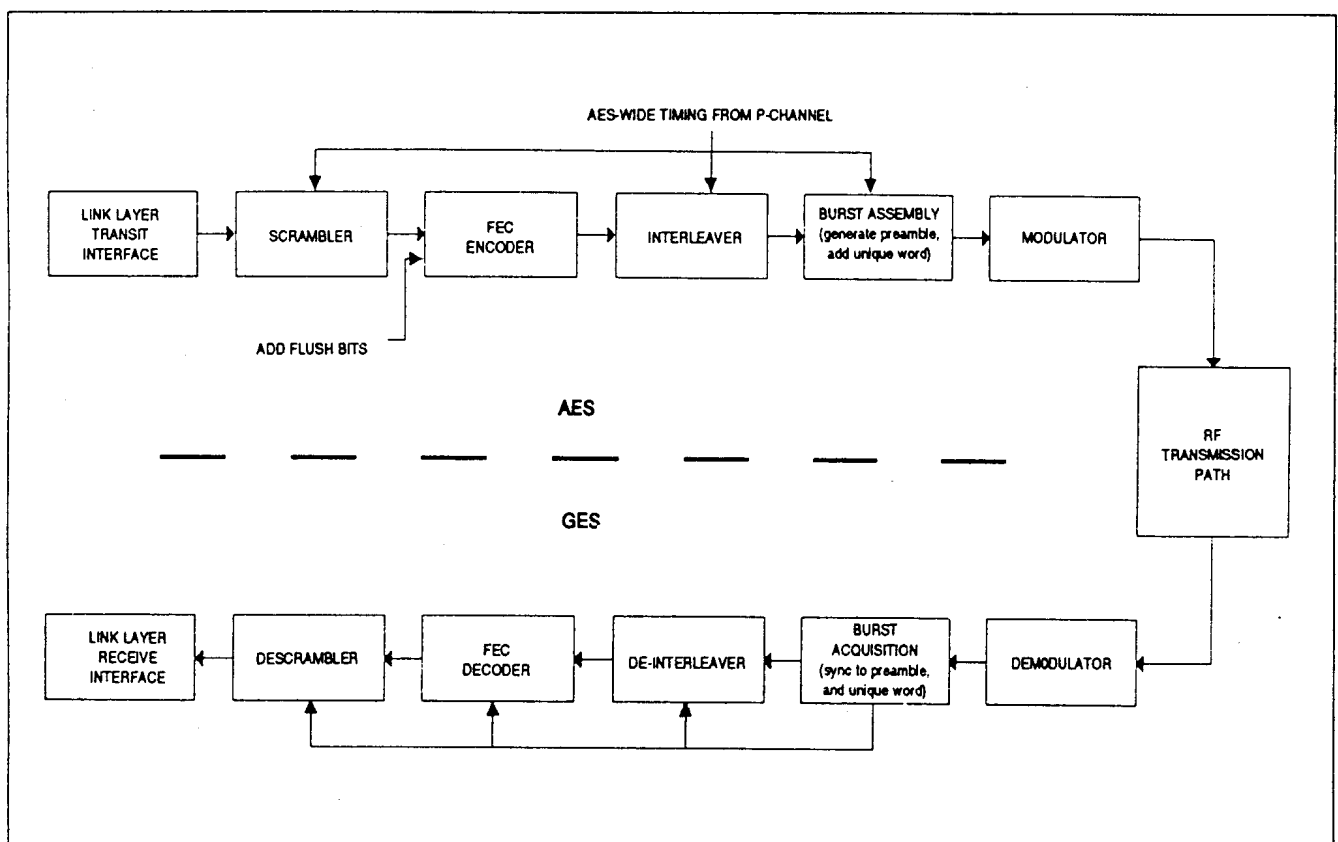 AES-WIDE TIMING FROM P-CHANNEL
LINK LAYER
TRANSIT
INTERFACE
SCRAMBLER
FEC
ENCODER
INTERLEAVER
BURST ASSEMBLY
(generate preamble,
add unique word)
MODULATOR
ADD FLUSH BITS
RF
TRANSMISSION
PATH
AES
GES
LINK LAYER
RECEIVE
INTERFACE
DESCRAMBLER
FEC
DECODER
DE-INTERLEAVER
BURST
ACQUISITION
(sync to preamble,
and unique word)
DEMODULATOR